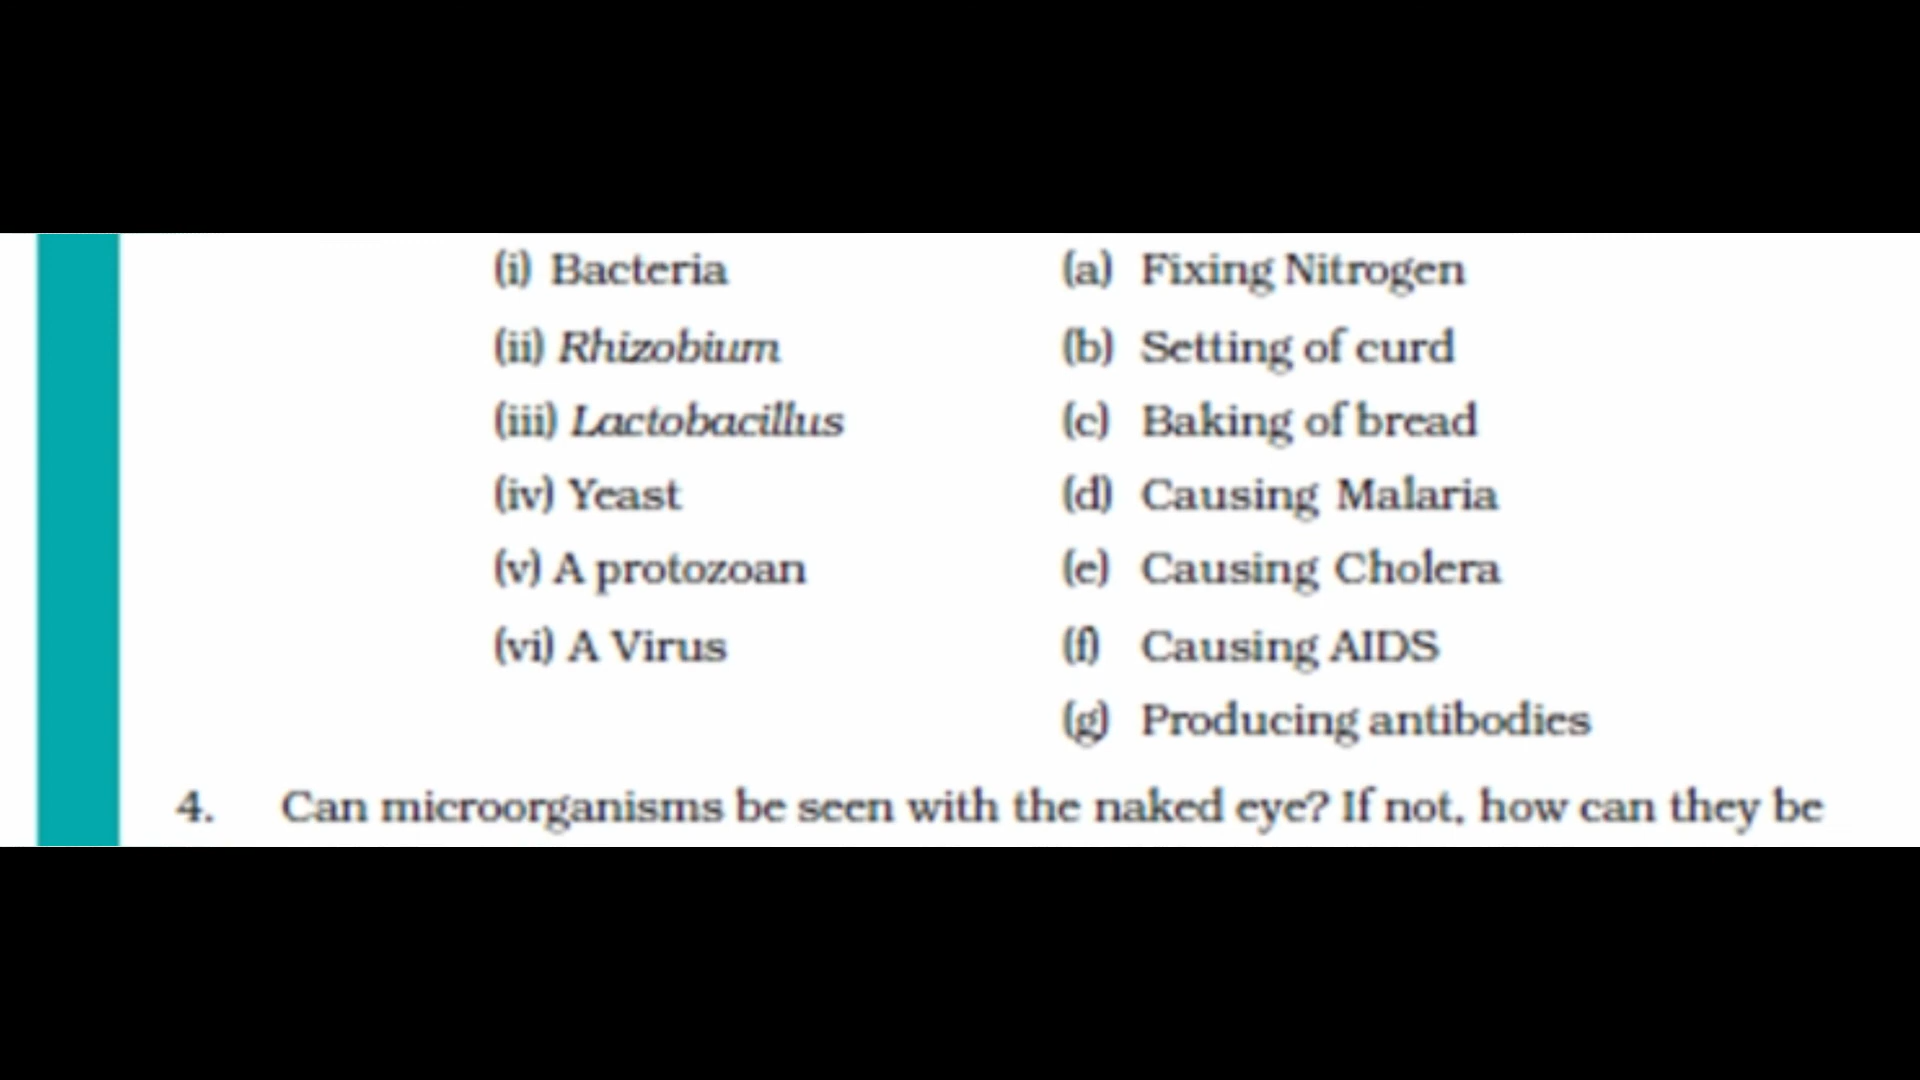 (i) Bacteria (a) Fixing Nitrogen
(ii) Rhizobium (b) Setting of curd
(iii) Lactobacillus (c) Baking of bread
(iv) Yeast (d) Causing Malaria
(v) A protozoan (e) Causing Cholera
(vi) A Virus (f) Causing AIDS
(g) Producing antibodies
4. Can microorganisms be seen with the naked eye? If not, how can they be